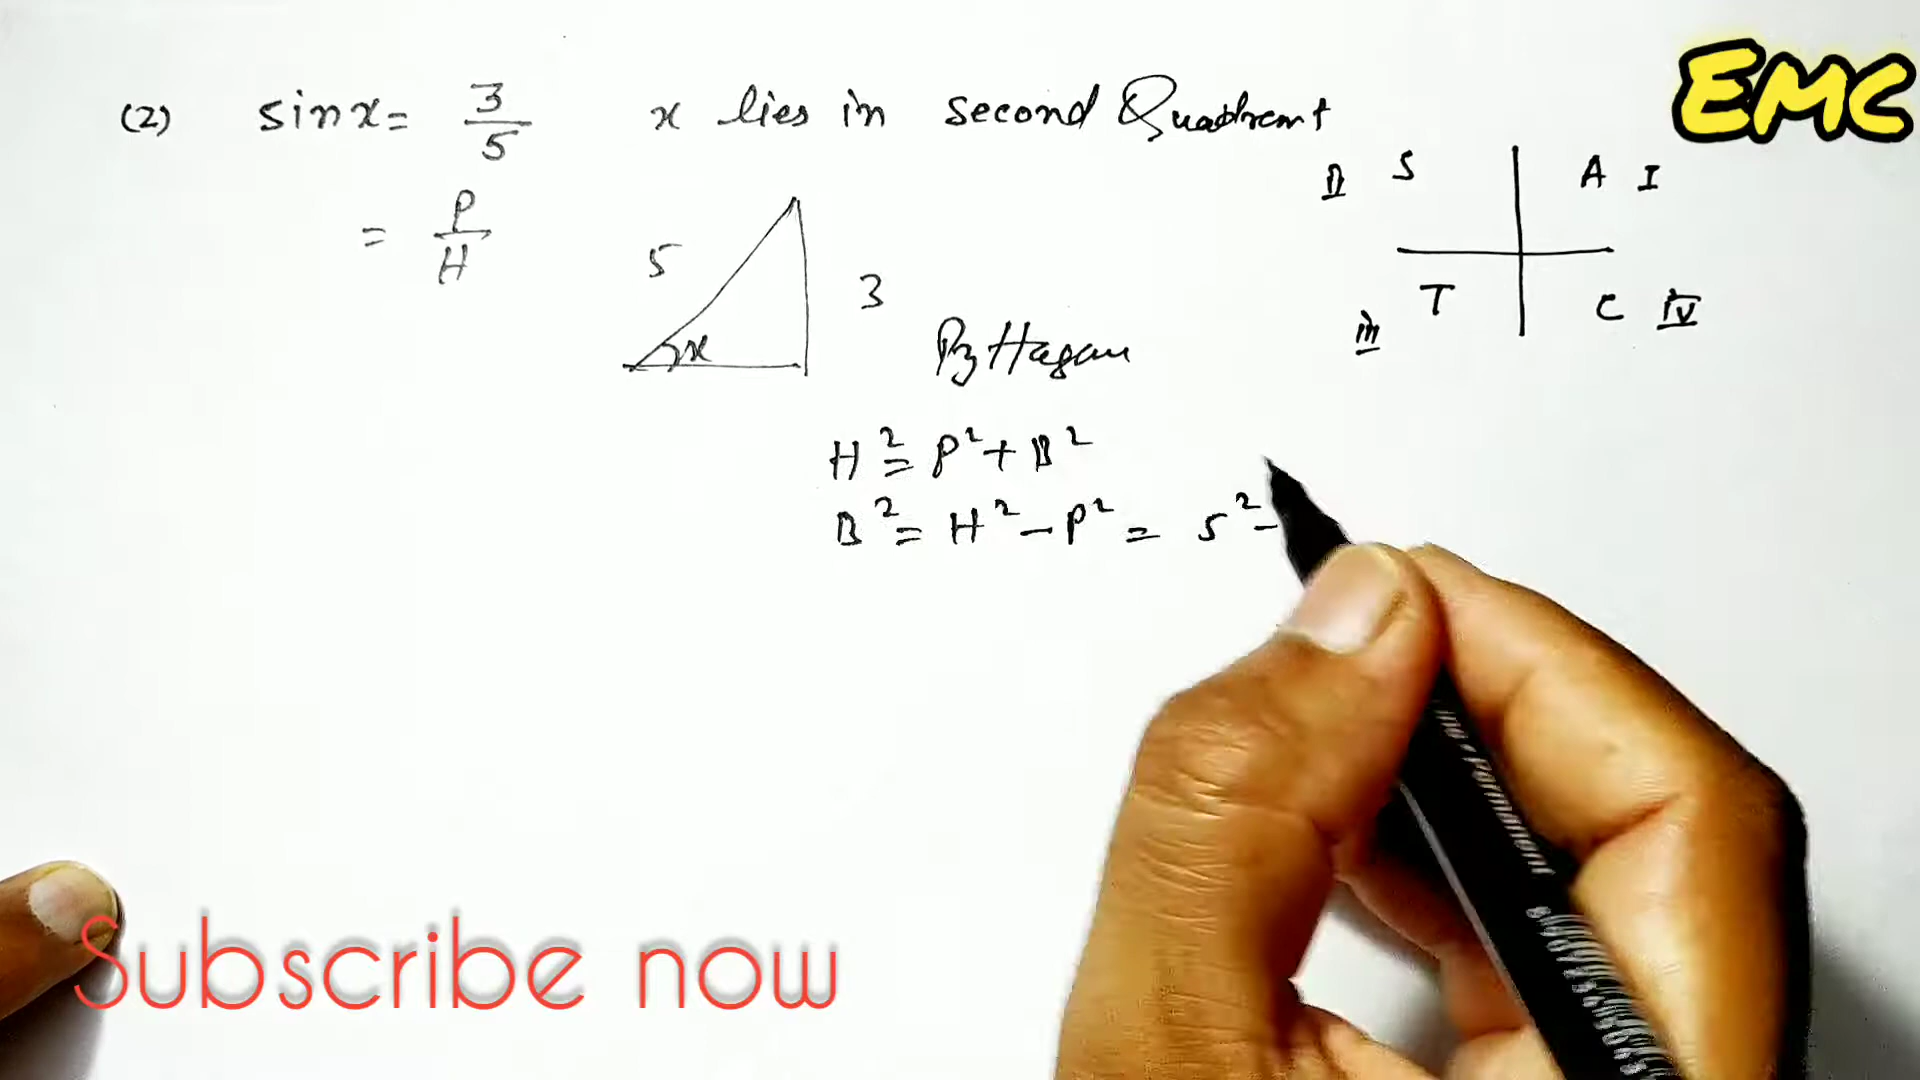 EMC
(2) sinx = 3/5 x lies in second Quadrant
= P/H
II S A I
T C IV
iii
5
3
x
H² = P² + B²
B² = H² - P² = 5² -
Permanent
Subscribe now